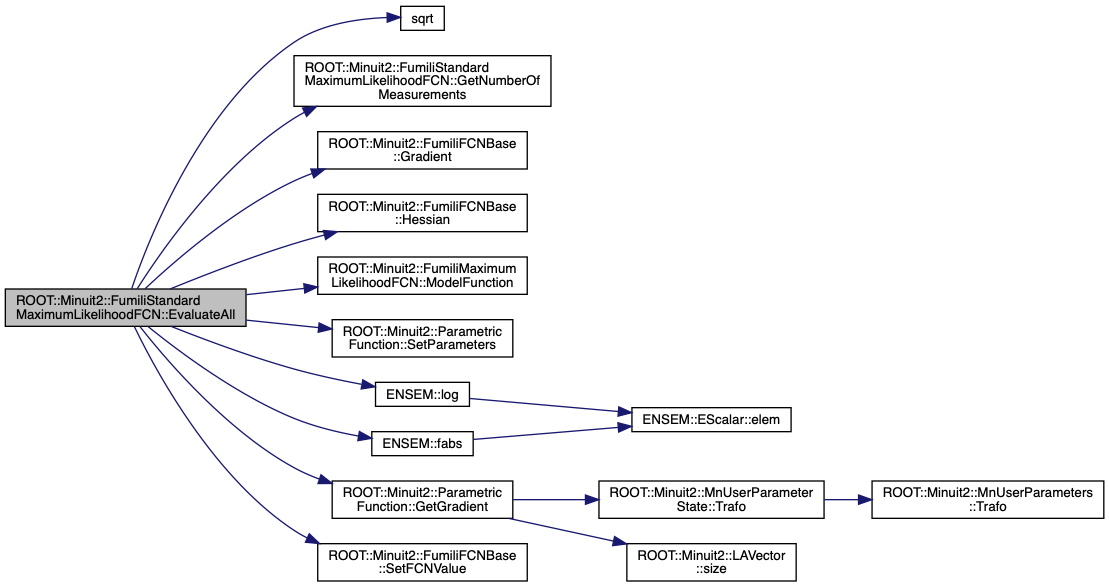 sqrt
ROOT::Minuit2::FumiliStandard
MaximumLikelihoodFCN::GetNumberOf
Measurements
ROOT::Minuit2::FumiliFCNBase
::Gradient
ROOT::Minuit2::FumiliFCNBase
::Hessian
ROOT::Minuit2::FumiliMaximum
LikelihoodFCN::ModelFunction
ROOT::Minuit2::FumiliStandard
MaximumLikelihoodFCN::EvaluateAll
ROOT::Minuit2::Parametric
Function::SetParameters
ENSEM::log
ENSEM::EScalar::elem
ENSEM::fabs
ROOT::Minuit2::Parametric
Function::GetGradient
ROOT::Minuit2::MnUserParameter
State::Trafo
ROOT::Minuit2::MnUserParameters
::Trafo
ROOT::Minuit2::FumiliFCNBase
::SetFCNValue
ROOT::Minuit2::LAVector
::size